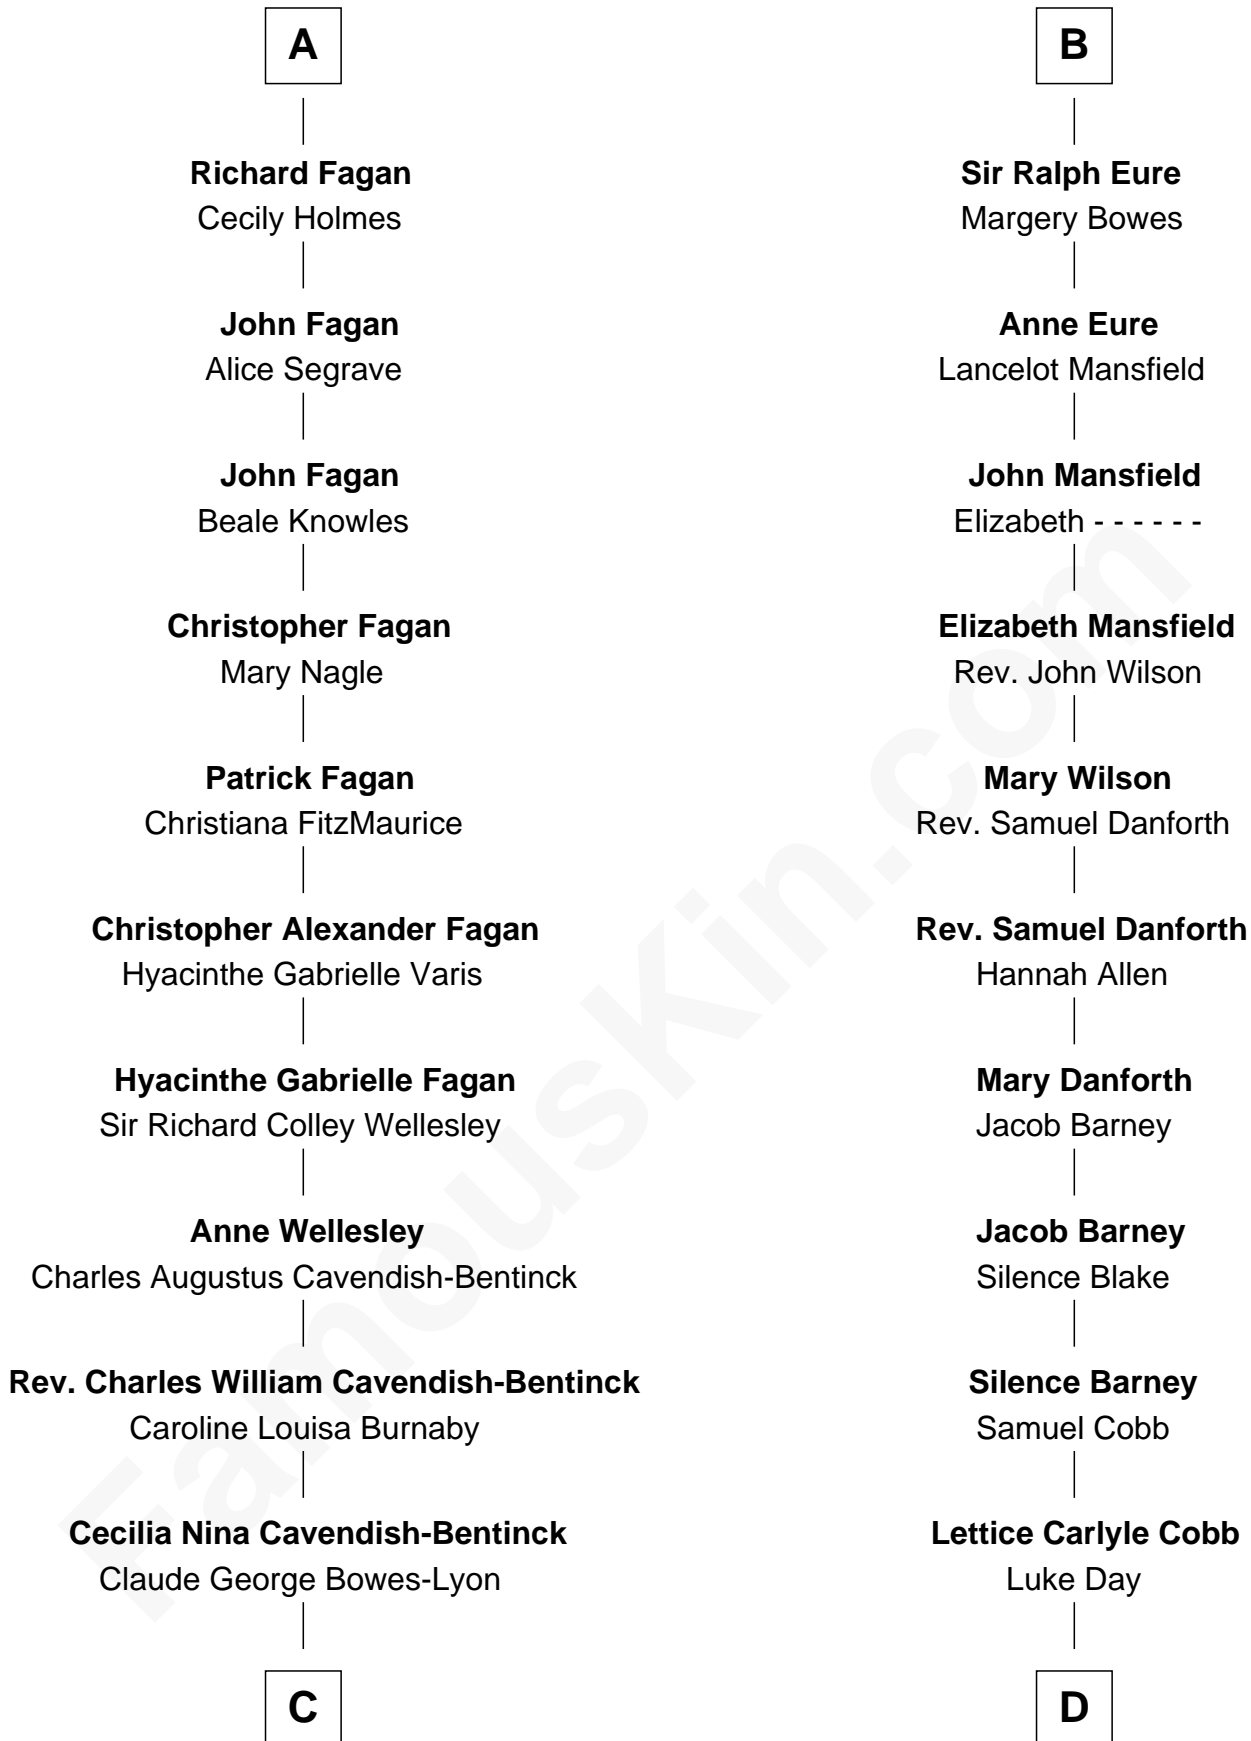 A
Richard Fagan
Cecily Holmes
John Fagan
Alice Segrave
John Fagan
Beale Knowles
Christopher Fagan
Mary Nagle
Patrick Fagan
Christiana FitzMaurice
Christopher Alexander Fagan
Hyacinthe Gabrielle Varis
Hyacinthe Gabrielle Fagan
Sir Richard Colley Wellesley
Anne Wellesley
Charles Augustus Cavendish-Bentinck
Rev. Charles William Cavendish-Bentinck
Caroline Louisa Burnaby
Cecilia Nina Cavendish-Bentinck
Claude George Bowes-Lyon
C
B
Sir Ralph Eure
Margery Bowes
Anne Eure
Lancelot Mansfield
John Mansfield
Elizabeth - - - - - -
Elizabeth Mansfield
Rev. John Wilson
Mary Wilson
Rev. Samuel Danforth
Rev. Samuel Danforth
Hannah Allen
Mary Danforth
Jacob Barney
Jacob Barney
Silence Blake
Silence Barney
Samuel Cobb
Lettice Carlyle Cobb
Luke Day
D
FamousKin.com